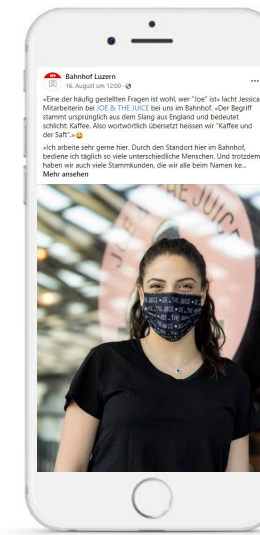 Bahnhof Luzern
16. August um 12:00
«Eine der häufig gestellten Fragen ist wohl, wer "Joe" ist» lacht Jessica
Mitarbeiterin bei JOE & THE JUICE bei uns im Bahnhof. «Der Begriff
stammt ursprünglich aus dem Slang aus England und bedeutet
schlicht: Kaffee. Also wortwörtlich übersetzt heissen wir "Kaffee und
der Saft".»😀
«Ich arbeite sehr gerne hier. Durch den Standort hier im Bahnhof,
bediene ich täglich so viele unterschiedliche Menschen. Und trotzdem
haben wir auch viele Stammkunden, die wir alle beim Namen ke...
Mehr ansehen
JUICE